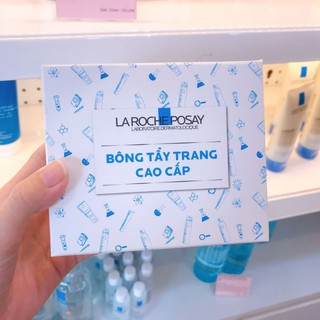 LA ROCHE POSAY
LABORATOIRE DERMATOLOGIQUE
BÔNG TẨY TRANG
CAO CẤP